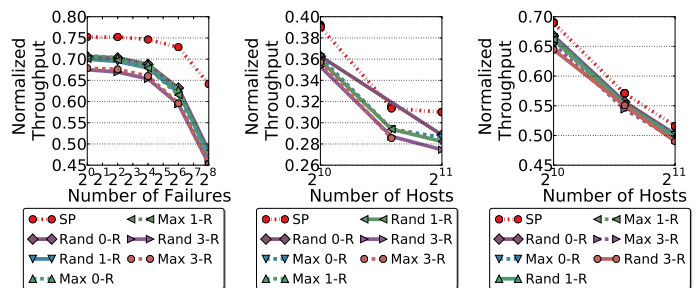 0.80
0.75
0.70
0.65
0.60
0.55
0.50
0.45
Normalized
Throughput
2^0 2^1 2^2 2^3 2^4 2^5 2^6 2^7 2^8
Number of Failures
SP
Rand 0-R
Rand 1-R
Max 0-R
Max 1-R
Rand 3-R
Max 3-R
0.40
0.38
0.36
0.34
0.32
0.30
0.28
0.26
Normalized
Throughput
2^10 2^11
Number of Hosts
SP
Rand 0-R
Max 0-R
Max 1-R
Rand 1-R
Rand 3-R
Max 3-R
0.70
0.65
0.60
0.55
0.50
0.45
Normalized
Throughput
2^10 2^11
Number of Hosts
SP
Rand 0-R
Max 0-R
Rand 1-R
Max 1-R
Max 3-R
Rand 3-R